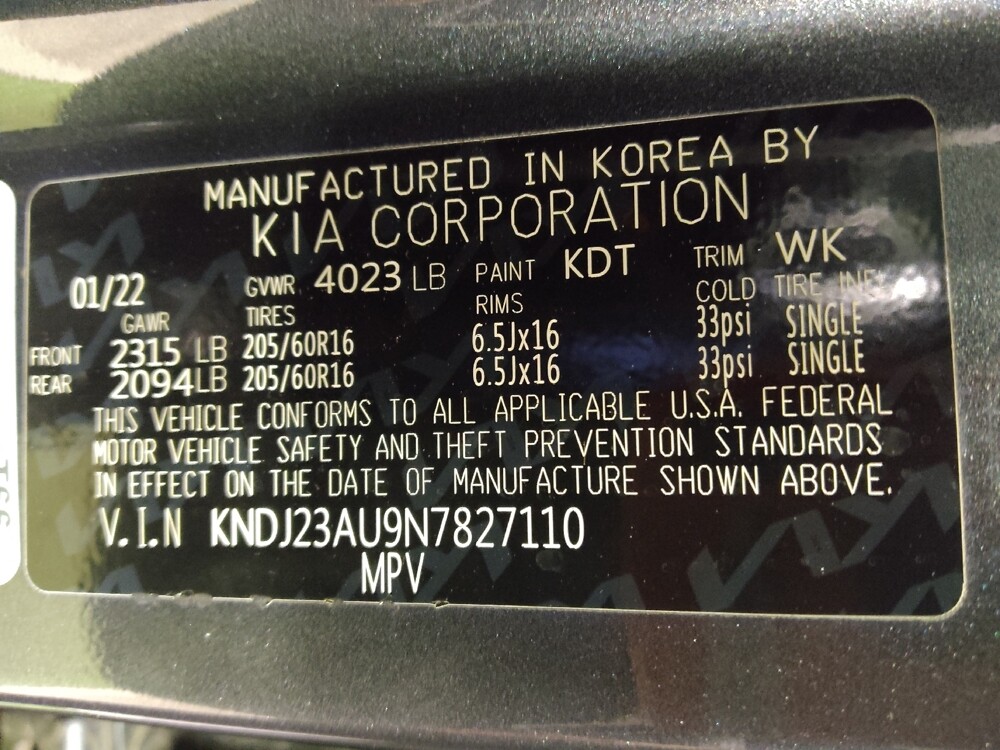 MANUFACTURED IN KOREA BY
KIA CORPORATION
01/22 GVWR 4023 LB PAINT KDT TRIM WK
GAWR TIRES RIMS COLD TIRE INFL
FRONT 2315 LB 205/60R16 6.5Jx16 33psi SINGLE
REAR 2094 LB 205/60R16 6.5Jx16 33psi SINGLE
THIS VEHICLE CONFORMS TO ALL APPLICABLE U.S.A. FEDERAL
MOTOR VEHICLE SAFETY AND THEFT PREVENTION STANDARDS
IN EFFECT ON THE DATE OF MANUFACTURE SHOWN ABOVE.
V.I.N KNDJ23AU9N7827110
MPV